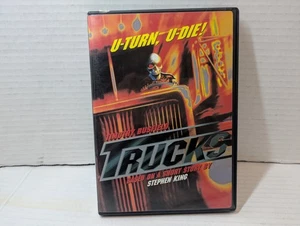 U-TURN, U-DIE!
TIMOTHY BUSFIELD
TRUCKS
BASED ON A SHORT STORY BY
STEPHEN KING